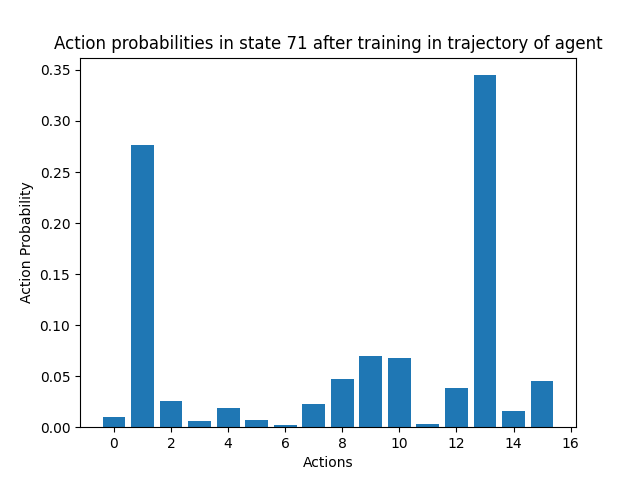 Action probabilities in state 71 after training in trajectory of agent
0.35
0.30
0.25
0.20
0.15
0.10
0.05
0.00
Action Probability
0 2 4 6 8 10 12 14 16
Actions